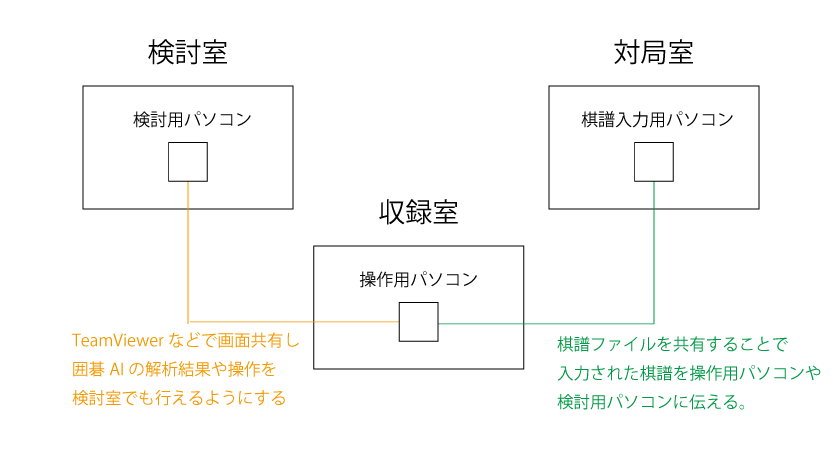 検討室
検討用パソコン
対局室
棋譜入力用パソコン
収録室
操作用パソコン
TeamViewer などで画面共有し
囲碁 AI の解析結果や操作を
検討室でも行えるようにする
棋譜ファイルを共有することで
入力された棋譜を操作用パソコンや
検討用パソコンに伝える。